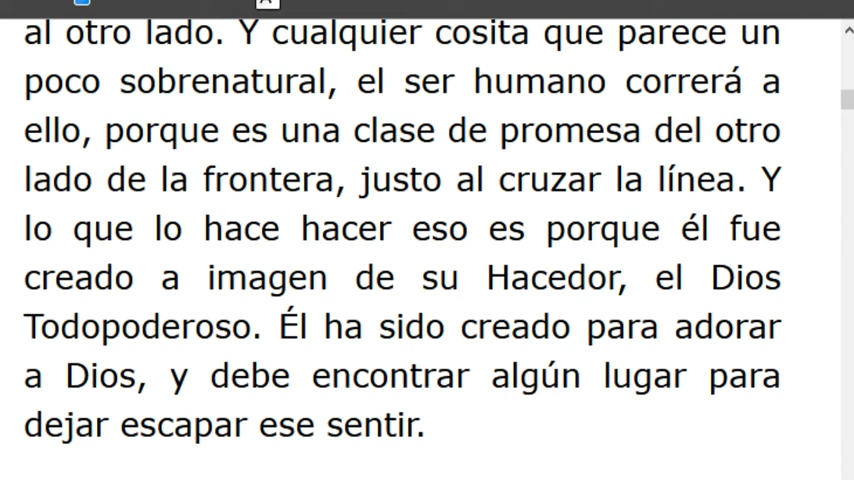 al otro lado. Y cualquier cosita que parece un
poco sobrenatural, el ser humano correrá a
ello, porque es una clase de promesa del otro
lado de la frontera, justo al cruzar la línea. Y
lo que lo hace hacer eso es porque él fue
creado a imagen de su Hacedor, el Dios
Todopoderoso. Él ha sido creado para adorar
a Dios, y debe encontrar algún lugar para
dejar escapar ese sentir.